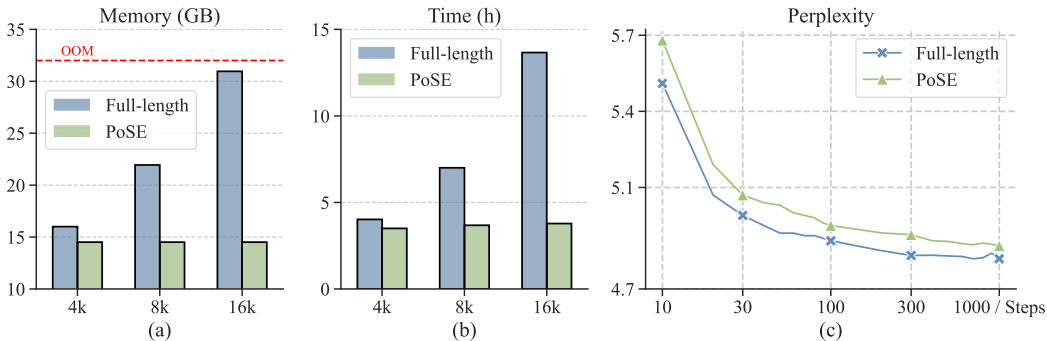 Memory (GB)
35
OOM
30
25
20
15
10
Full-length
PoSE
4k
8k
16k
(a)
Time (h)
15
10
5
0
Full-length
PoSE
4k
8k
16k
(b)
Perplexity
5.7
5.4
5.1
4.7
Full-length
PoSE
10
30
100
300
1000 / Steps
(c)